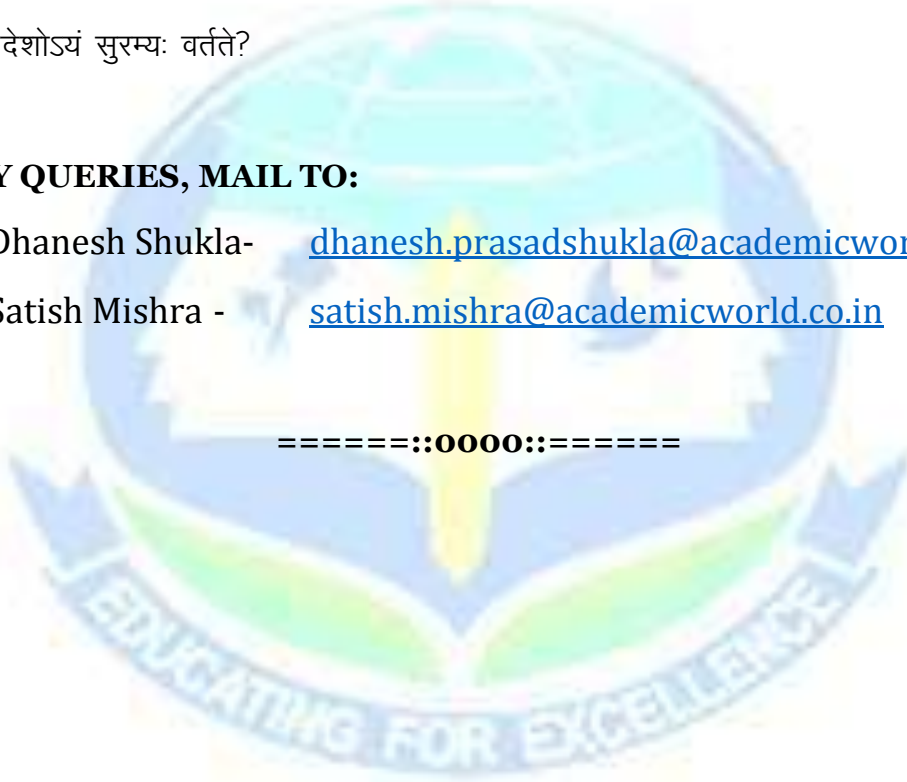 देशोऽयं सुरम्यः वर्तते?
Y QUERIES, MAIL TO:
Dhanesh Shukla- dhanesh.prasadshukla@academicwor
Satish Mishra - satish.mishra@academicworld.co.in
======::0000::======
EDUCATING FOR EXCELLENCE